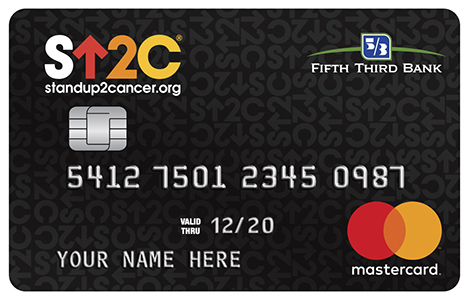 SU2C®
standup2cancer.org
5/3
FIFTH THIRD BANK
5412 7501 2345 0987
VALID THRU 12/20
YOUR NAME HERE
mastercard.